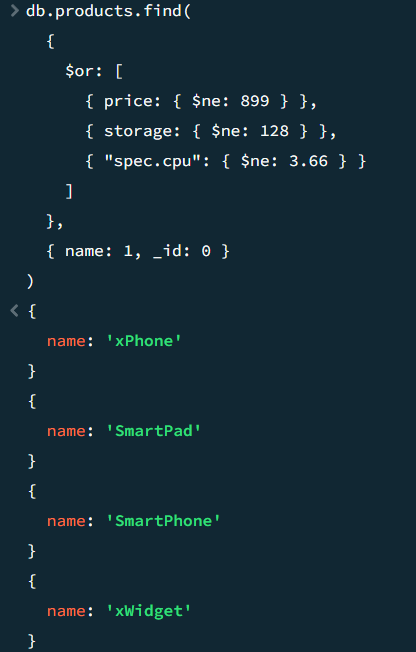 > db.products.find(
{
$or: [
{ price: { $ne: 899 } },
{ storage: { $ne: 128 } },
{ "spec.cpu": { $ne: 3.66 } }
]
},
{ name: 1, _id: 0 }
)
< {
name: 'xPhone'
}
{
name: 'SmartPad'
}
{
name: 'SmartPhone'
}
{
name: 'xWidget'
}